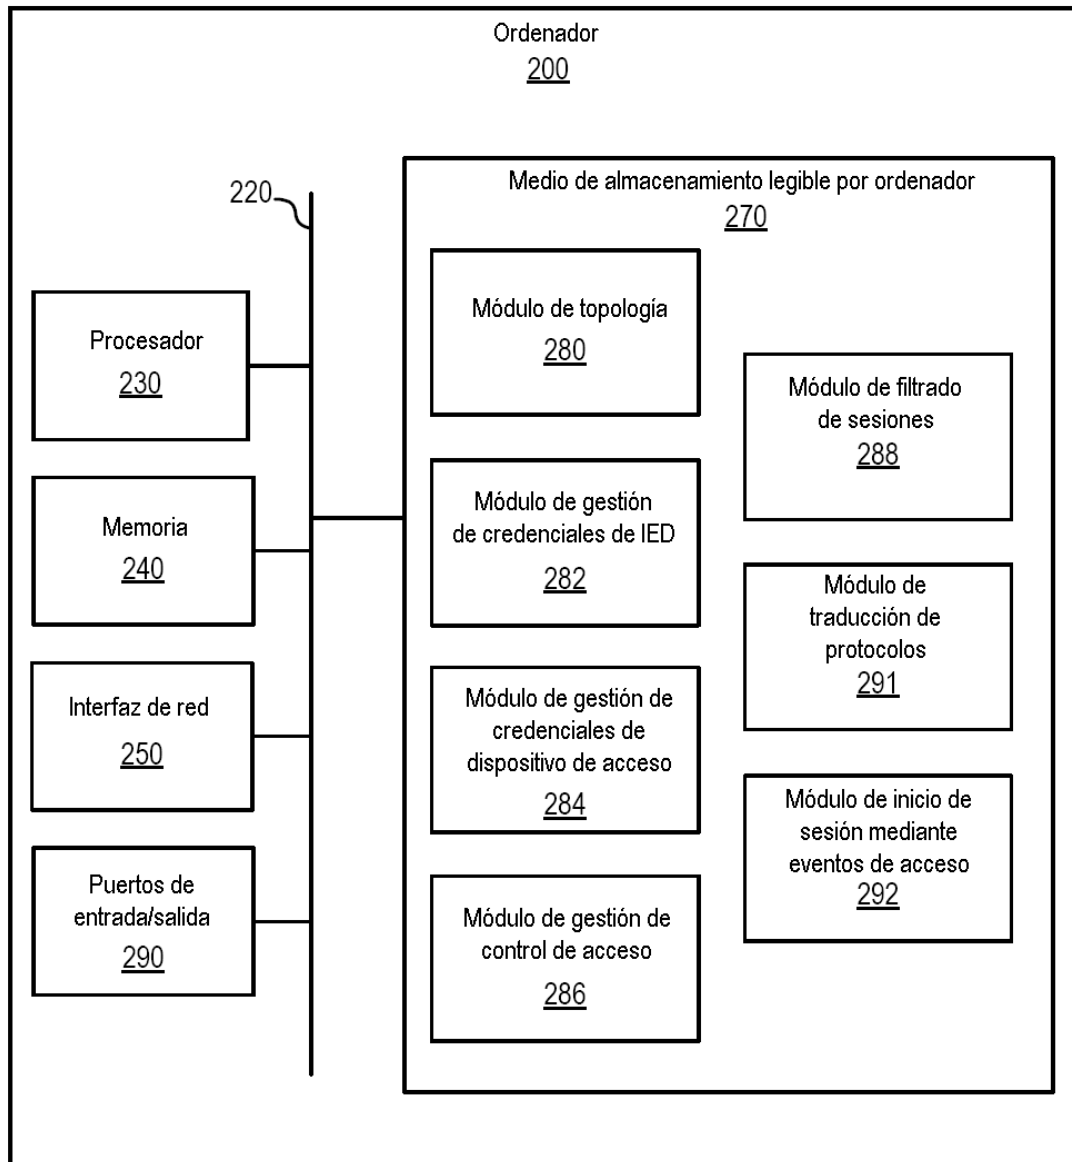 Ordenador
200
220
Procesador
230
Memoria
240
Interfaz de red
250
Puertos de
entrada/salida
290
Medio de almacenamiento legible por ordenador
270
Módulo de topología
280
Módulo de gestión
de credenciales de IED
282
Módulo de gestión de
credenciales de
dispositivo de acceso
284
Módulo de gestión de
control de acceso
286
Módulo de filtrado
de sesiones
288
Módulo de
traducción de
protocolos
291
Módulo de inicio de
sesión mediante
eventos de acceso
292